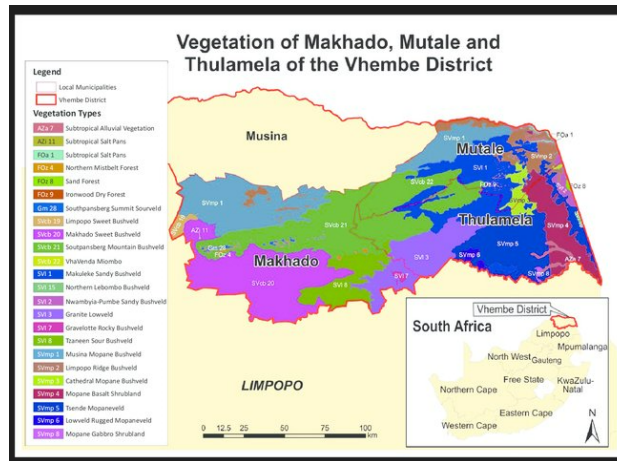 Vegetation of Makhado, Mutale and
Thulamela of the Vhembe District
Legend
Local Municipalities
Vhembe District
Vegetation Types
AZa 7 Subtropical Alluvial Vegetation
AZi 11 Subtropical Salt Pans
FOa 1 Subtropical Salt Pans
FOz 4 Northern Mistbelt Forest
FOz 8 Sand Forest
FOz 9 Ironwood Dry Forest
Gm 28 Southpansberg Summit Sourveld
SVcb 19 Limpopo Sweet Bushveld
SVcb 20 Makhado Sweet Bushveld
SVcb 21 Soutpansberg Mountain Bushveld
SVcb 22 VhaVenda Miombo
SVl 1 Makuleke Sandy Bushveld
SVl 15 Northern Lebombo Bushveld
SVl 2 Nwambyia-Pumbe Sandy Bushveld
SVl 3 Granite Lowveld
SVl 7 Gravelotte Rocky Bushveld
SVl 8 Tzaneen Sour Bushveld
SVmp 1 Musina Mopane Bushveld
SVmp 2 Limpopo Ridge Bushveld
SVmp 3 Cathedral Mopane Bushveld
SVmp 4 Mopane Basalt Shrubland
SVmp 5 Tsende Mopaneveld
SVmp 6 Lowveld Rugged Mopaneveld
SVmp 8 Mopane Gabbro Shrubland
Musina
SVmp 1
FOa 1
SVmp 2
Mutale
SVl 1
SVcb 22
Oz 8
SVmp 1
Thulamela
SVmp 4
SVcb 21
AZi 11
Gm 28
FOz 4
Makhado
SVl 3
SVmp 5
SVmp 6
AZa 7
SVmp 8
SVl 7
SVcb 20
SVl 8
LIMPOPO
0 12.5 25 50 75 100
km
Vhembe District
South Africa
Limpopo
Mpumalanga
North West
Gauteng
Free State
KwaZulu-
Natal
Northern Cape
Eastern Cape
Western Cape
N